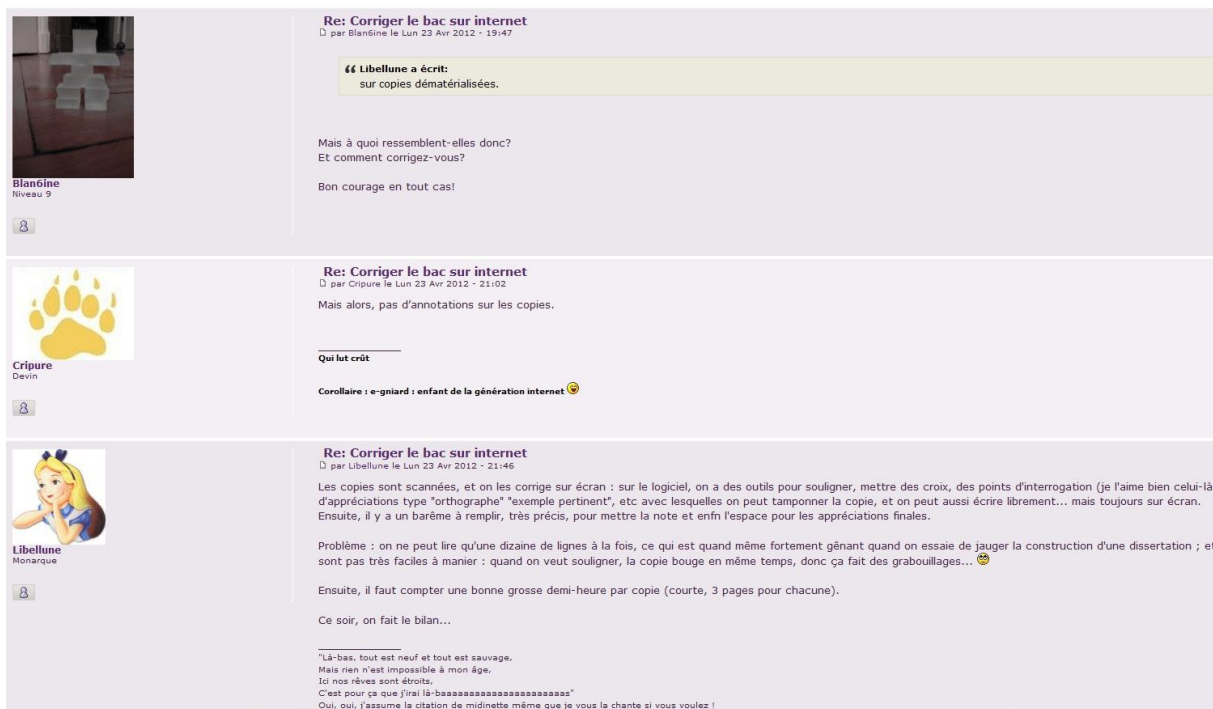 Re: Corriger le bac sur internet
par Blan6ine le Lun 23 Avr 2012 - 19:47
Libellune a écrit:
sur copies dématérialisées.
Mais à quoi ressemblent-elles donc?
Et comment corrigez-vous?
Bon courage en tout cas!
Blan6ine
Niveau 9
Re: Corriger le bac sur internet
par Cripure le Lun 23 Avr 2012 - 21:02
Mais alors, pas d'annotations sur les copies.
Qui lut crût
Corollaire : e-gniard : enfant de la génération internet
Cripure
Devin
Re: Corriger le bac sur internet
par Libellune le Lun 23 Avr 2012 - 21:46
Les copies sont scannées, et on les corrige sur écran : sur le logiciel, on a des outils pour souligner, mettre des croix, des points d'interrogation (je l'aime bien celui-là
d'appréciations type "orthographe" "exemple pertinent", etc avec lesquelles on peut tamponner la copie, et on peut aussi écrire librement... mais toujours sur écran.
Ensuite, il y a un barême à remplir, très précis, pour mettre la note et enfn l'espace pour les appréciations finales.
Problème : on ne peut lire qu'une dizaine de lignes à la fois, ce qui est quand même fortement gênant quand on essaie de jauger la construction d'une dissertation ; et
sont pas très faciles à manier : quand on veut souligner, la copie bouge en même temps, donc ça fait des grabouillages...
Ensuite, il faut compter une bonne grosse demi-heure par copie (courte, 3 pages pour chacune).
Ce soir, on fait le bilan...
Libellune
Monarque
"Là-bas, tout est neuf et tout est sauvage,
Mais rien n'est impossible à mon âge,
Ici nos rêves sont étroits,
C'est pour ça que j'irai là-baaaaaaaaaaaaaaaaaaaaaaas"
Oui, oui, j'assume la citation de midinette même que je vous la chante si vous voulez !